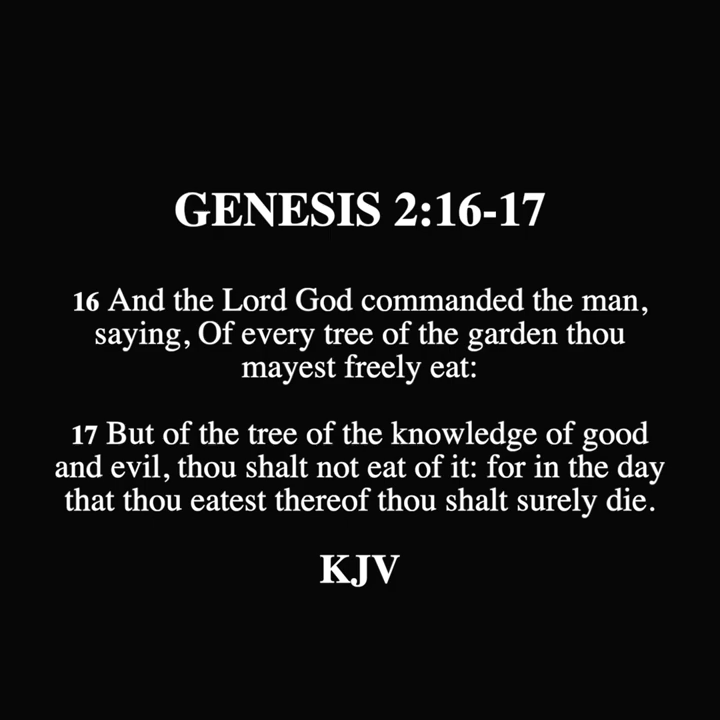 GENESIS 2:16-17
16 And the Lord God commanded the man,
saying, Of every tree of the garden thou
mayest freely eat:
17 But of the tree of the knowledge of good
and evil, thou shalt not eat of it: for in the day
that thou eatest thereof thou shalt surely die.
KJV